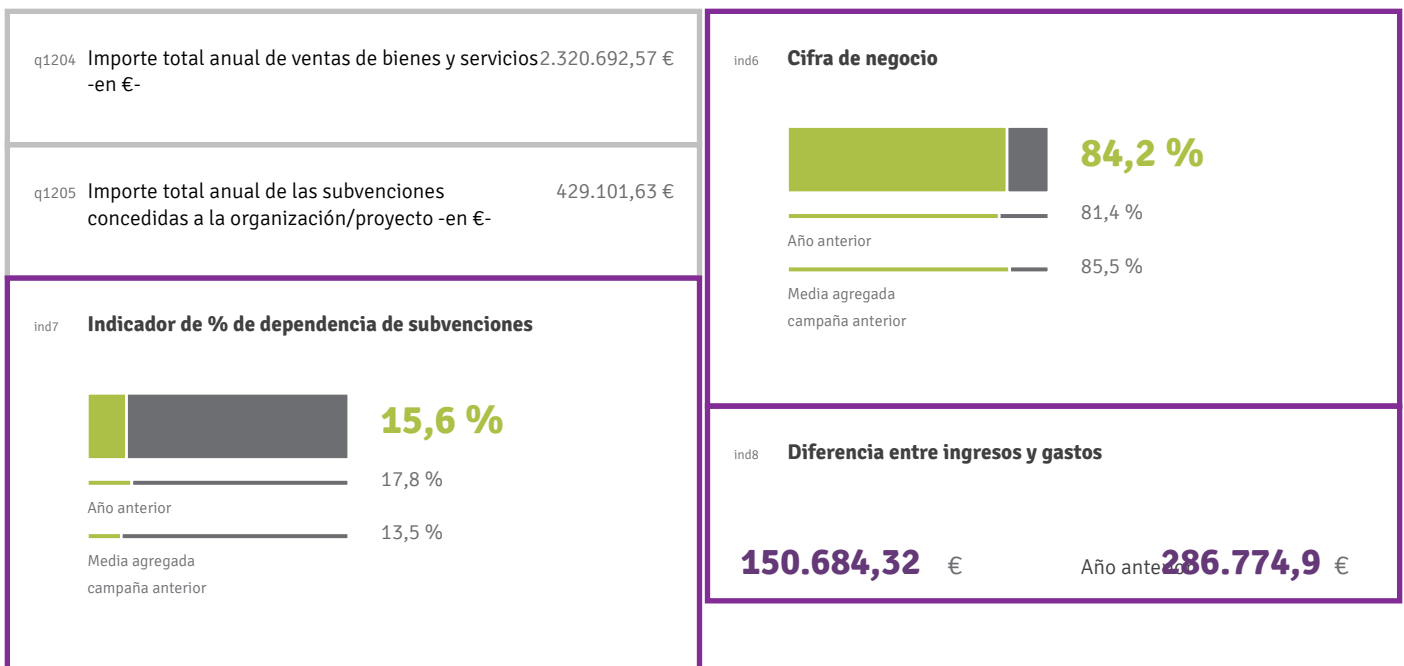 q1204 Importe total anual de ventas de bienes y servicios 2.320.692,57 €
-en €-
q1205 Importe total anual de las subvenciones 429.101,63 €
concedidas a la organización/proyecto -en €-
ind7 Indicador de % de dependencia de subvenciones
15,6 %
17,8 %
Año anterior
13,5 %
Media agregada
campaña anterior
ind6 Cifra de negocio
84,2 %
81,4 %
Año anterior
85,5 %
Media agregada
campaña anterior
ind8 Diferencia entre ingresos y gastos
150.684,32 € Año anterior 286.774,9 €